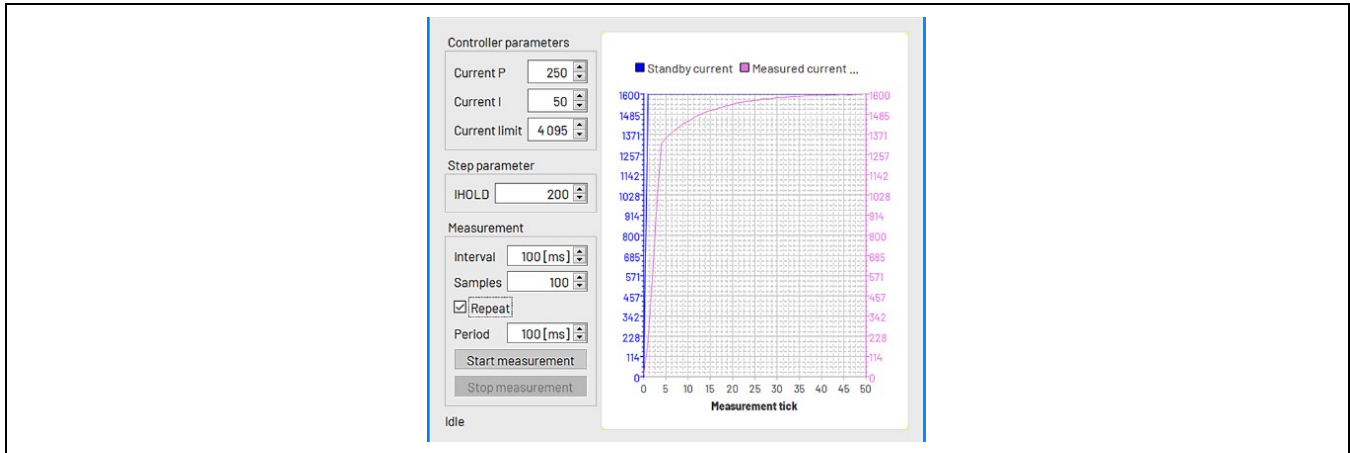 Controller parameters
Current P 250
Current I 50
Current limit 4 095
Step parameter
IHOLD 200
Measurement
Interval 100 [ms]
Samples 100
Repeat
Period 100 [ms]
Start measurement
Stop measurement
Idle
Standby current Measured current ...
1600 1600
1485 1485
1371 1371
1257 1257
1142 1142
1028 1028
914 914
800 800
685 685
571 571
457 457
342 342
228 228
114 114
0 0
0 5 10 15 20 25 30 35 40 45 50
Measurement tick